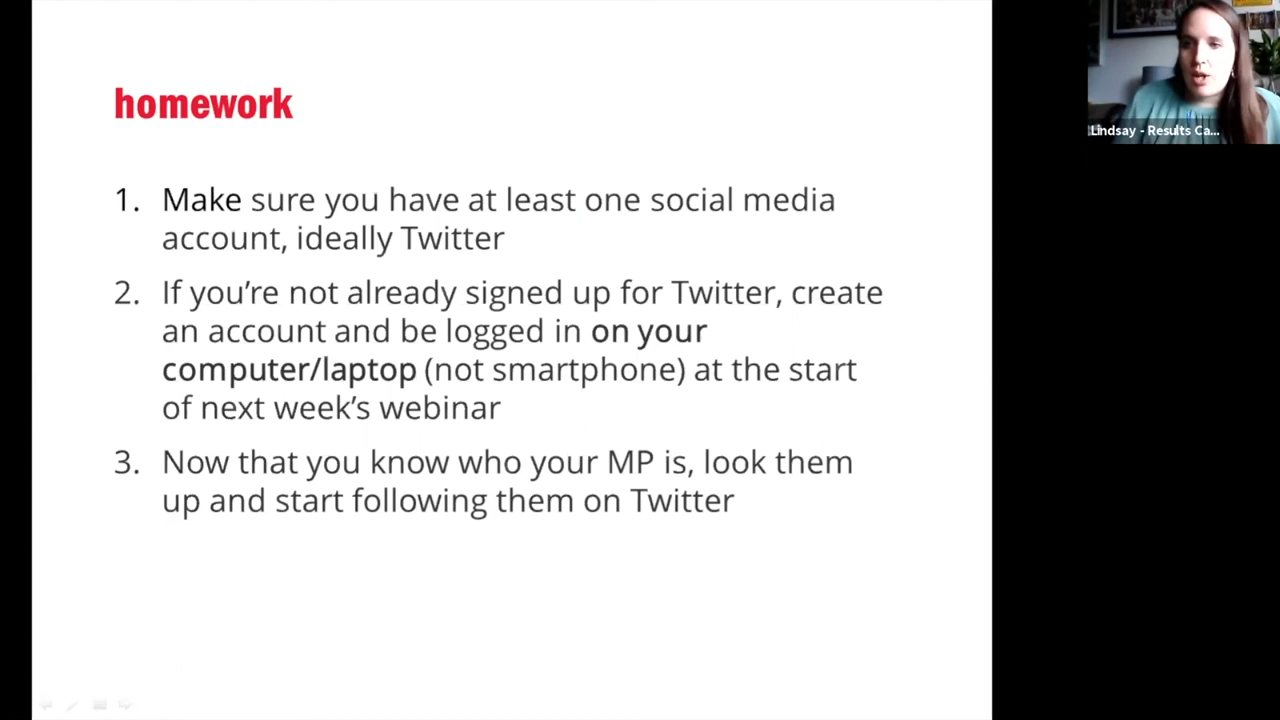 homework
1. Make sure you have at least one social media
account, ideally Twitter
2. If you’re not already signed up for Twitter, create
an account and be logged in on your
computer/laptop (not smartphone) at the start
of next week’s webinar
3. Now that you know who your MP is, look them
up and start following them on Twitter
Lindsay - Results Ca...